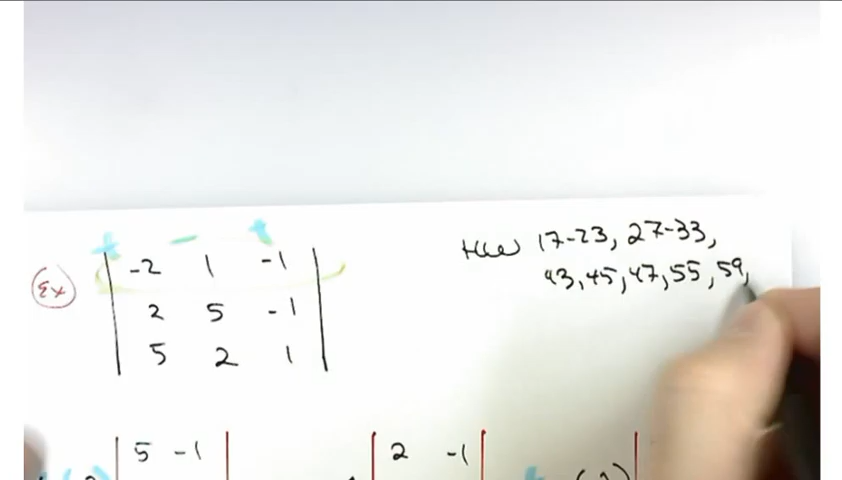 HW 17-23, 27-33,
43, 45, 47, 55, 59,
+ - +
Ex
-2 1 -1
2 5 -1
5 2 1
5 -1 2 -1